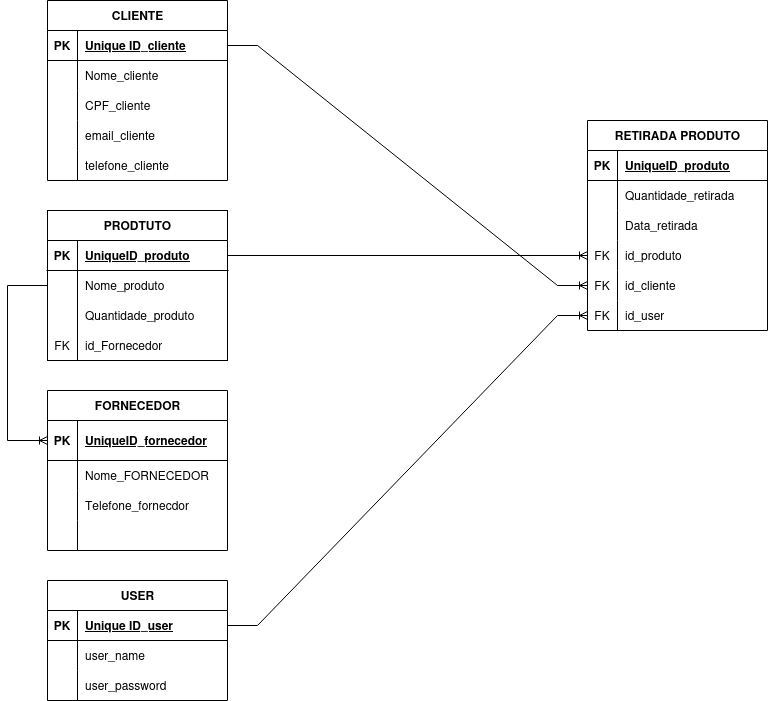 CLIENTE
PK Unique ID_cliente
Nome_cliente
CPF_cliente
email_cliente
telefone_cliente
PRODTUTO
PK UniqueID_produto
Nome_produto
Quantidade_produto
FK id_Fornecedor
FORNECEDOR
PK UniqueID_fornecedor
Nome_FORNECEDOR
Telefone_fornecdor
USER
PK Unique ID_user
user_name
user_password
RETIRADA PRODUTO
PK UniqueID_produto
Quantidade_retirada
Data_retirada
FK id_produto
FK id_cliente
FK id_user